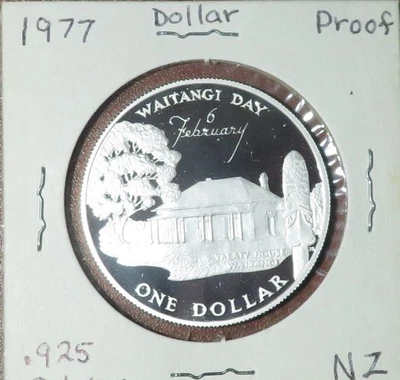 1977 Dollar Proof
WAITANGI DAY
6
February
TREATY HOUSE
WAITANGI
ONE DOLLAR
.925 NZ